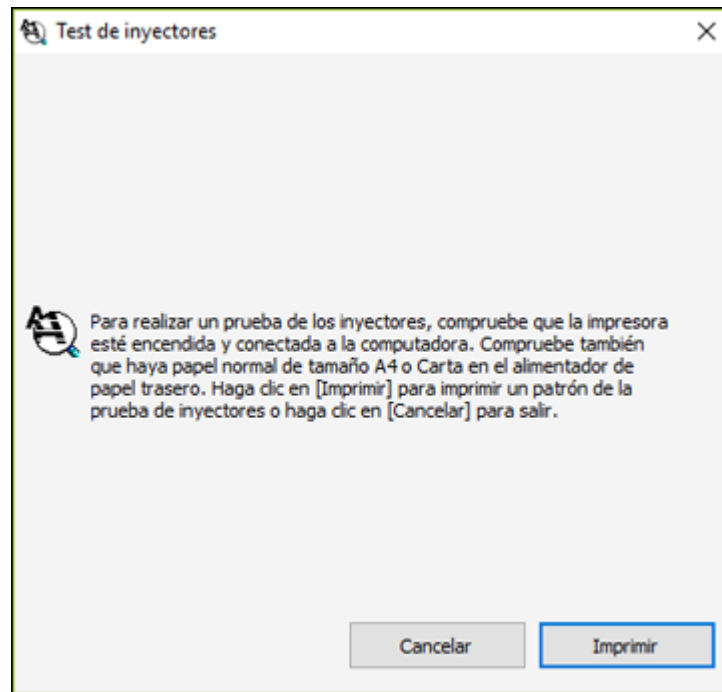 Test de inyectores
Para realizar un prueba de los inyectores, compruebe que la impresora
esté encendida y conectada a la computadora. Compruebe también
que haya papel normal de tamaño A4 o Carta en el alimentador de
papel trasero. Haga clic en [Imprimir] para imprimir un patrón de la
prueba de inyectores o haga clic en [Cancelar] para salir.
Cancelar
Imprimir